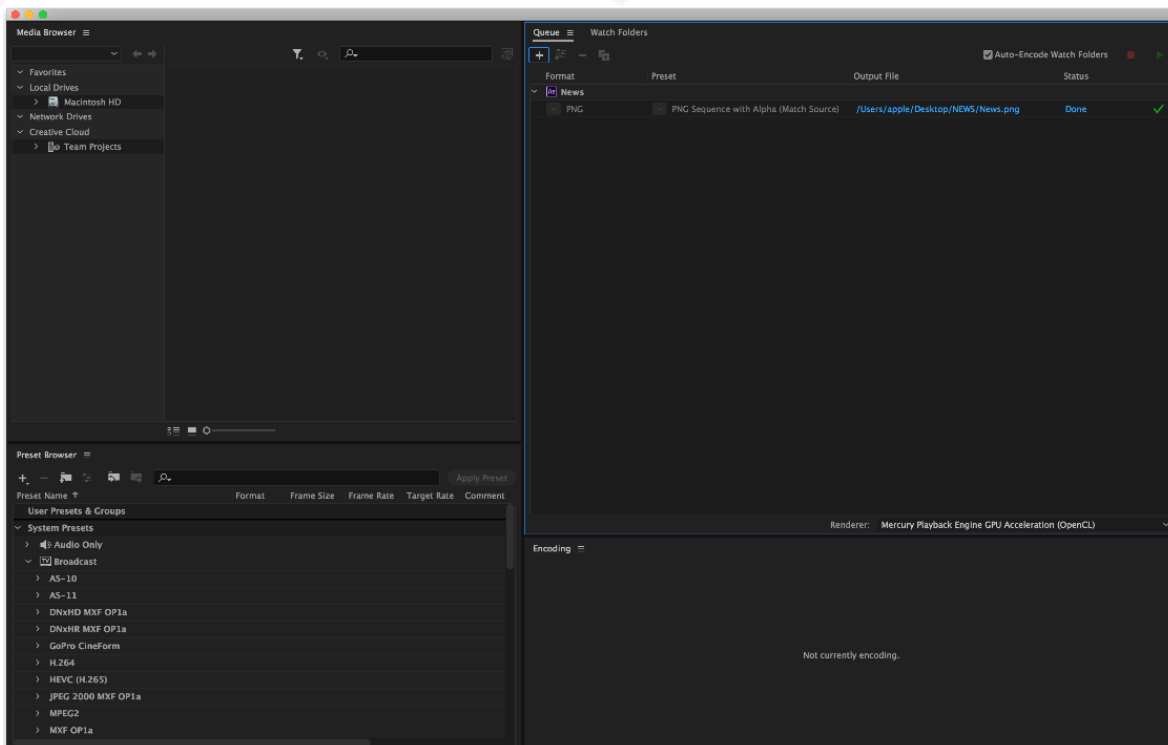 Media Browser
Favorites
Local Drives
Macintosh HD
Network Drives
Creative Cloud
Team Projects
Queue Watch Folders
Auto-Encode Watch Folders
Format Preset Output File Status
Ae News
PNG PNG Sequence with Alpha (Match Source) /Users/apple/Desktop/NEWS/News.png Done
Renderer: Mercury Playback Engine GPU Acceleration (OpenCL)
Preset Browser
Apply Preset
Preset Name Format Frame Size Frame Rate Target Rate Comment
User Presets & Groups
System Presets
Audio Only
TV Broadcast
AS-10
AS-11
DNxHD MXF OP1a
DNxHR MXF OP1a
GoPro CineForm
H.264
HEVC (H.265)
JPEG 2000 MXF OP1a
MPEG2
MXF OP1a
Encoding
Not currently encoding.